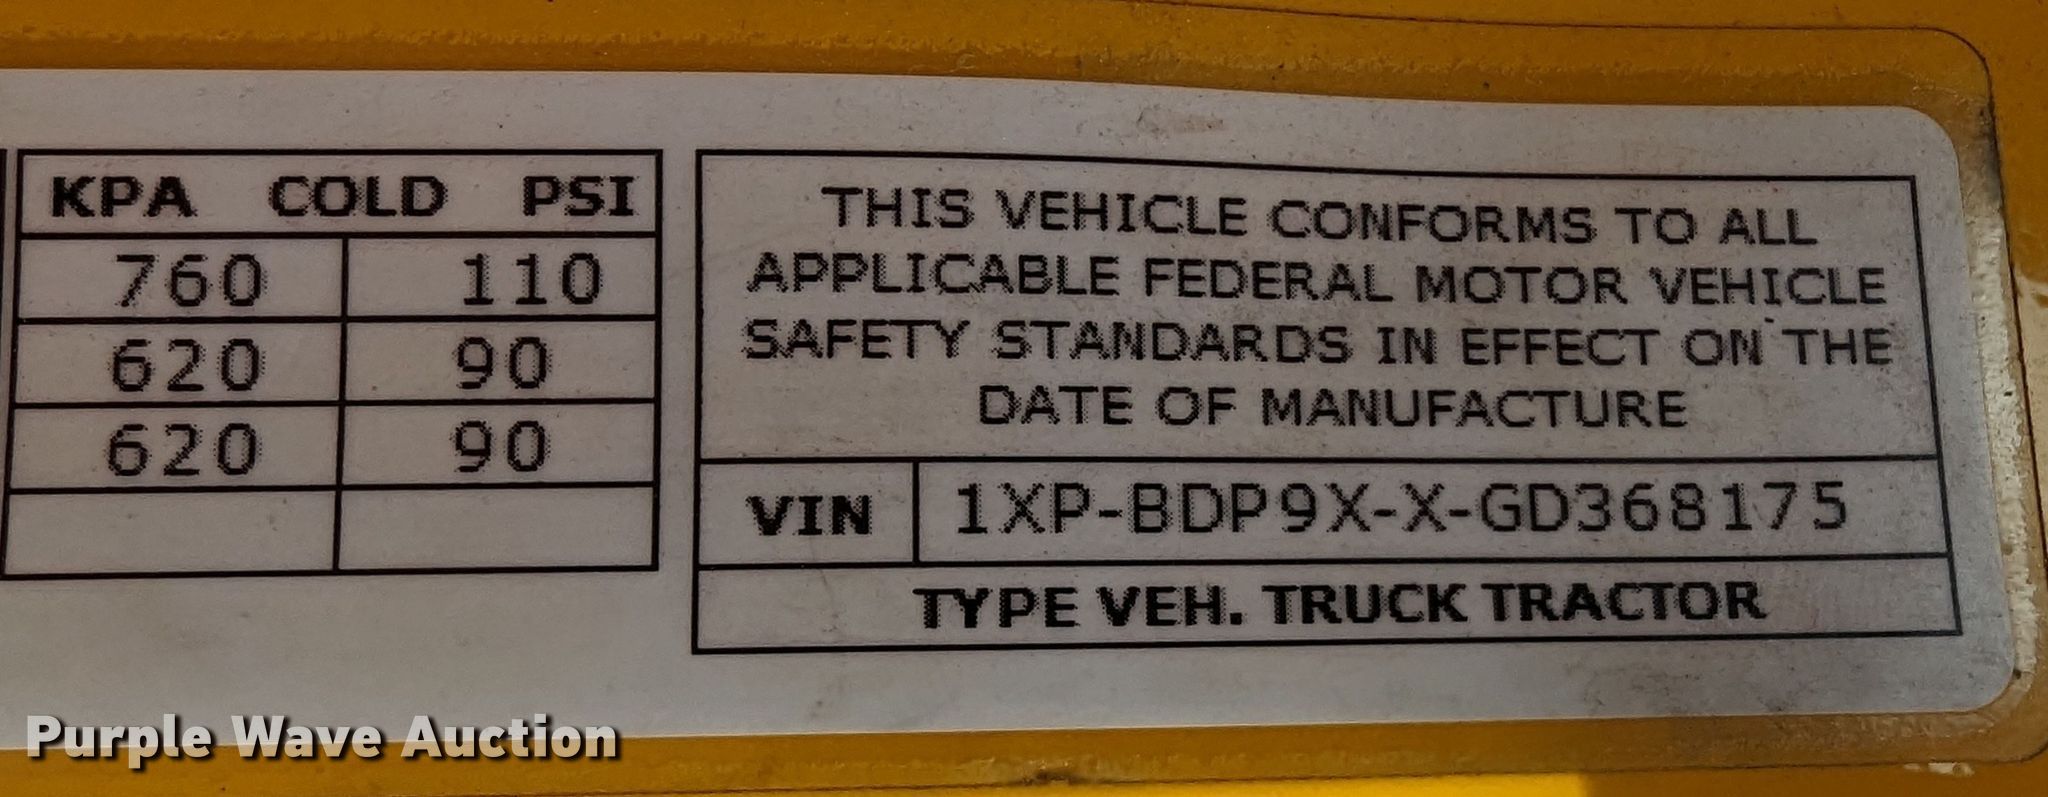 KPA COLD PSI
760 110
620 90
620 90
THIS VEHICLE CONFORMS TO ALL
APPLICABLE FEDERAL MOTOR VEHICLE
SAFETY STANDARDS IN EFFECT ON THE
DATE OF MANUFACTURE
VIN 1XP-BDP9X-X-GD368175
TYPE VEH. TRUCK TRACTOR
Purple Wave Auction